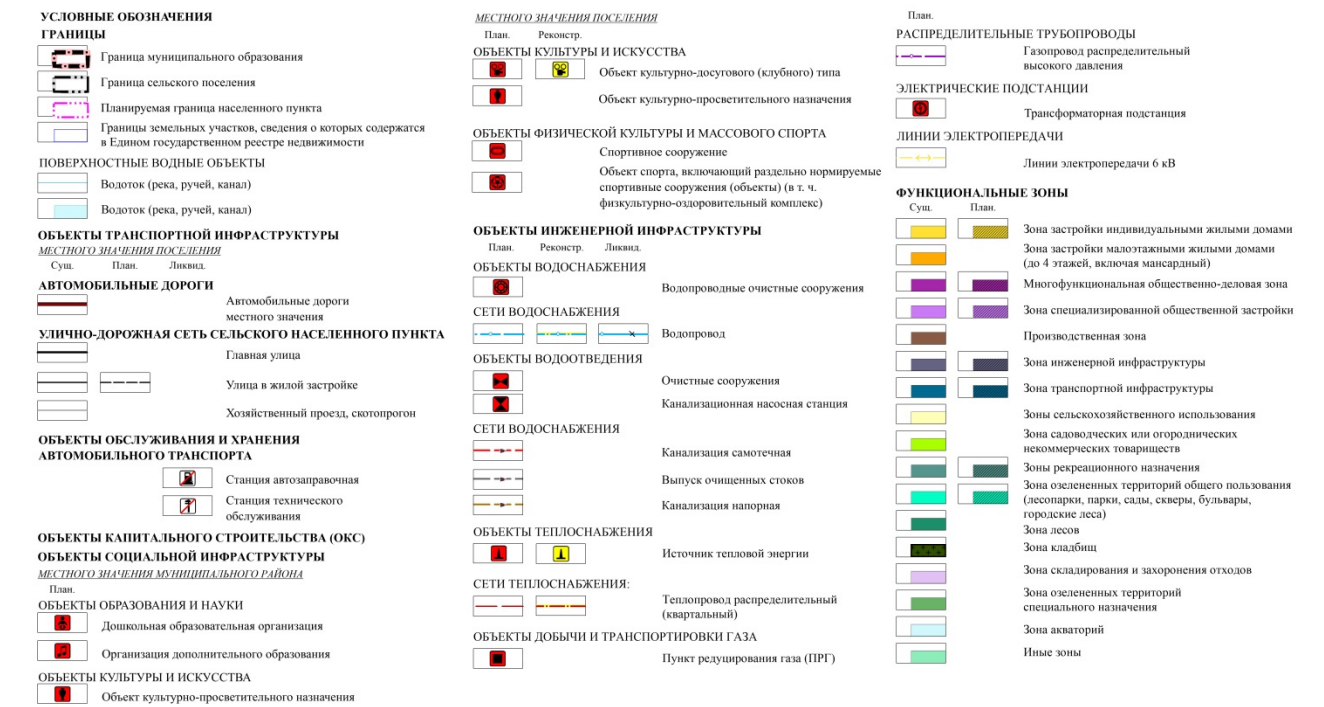 УСЛОВНЫЕ ОБОЗНАЧЕНИЯ
ГРАНИЦЫ
Граница муниципального образования
Граница сельского поселения
Планируемая граница населенного пункта
Границы земельных участков, сведения о которых содержатся
в Едином государственном реестре недвижимости
ПОВЕРХНОСТНЫЕ ВОДНЫЕ ОБЪЕКТЫ
Водоток (река, ручей, канал)
Водоток (река, ручей, канал)
ОБЪЕКТЫ ТРАНСПОРТНОЙ ИНФРАСТРУКТУРЫ
МЕСТНОГО ЗНАЧЕНИЯ ПОСЕЛЕНИЯ
Сущ. План. Ликвид.
АВТОМОБИЛЬНЫЕ ДОРОГИ
Автомобильные дороги
местного значения
УЛИЧНО-ДОРОЖНАЯ СЕТЬ СЕЛЬСКОГО НАСЕЛЕННОГО ПУНКТА
Главная улица
Улица в жилой застройке
Хозяйственный проезд, скотопрогон
ОБЪЕКТЫ ОБСЛУЖИВАНИЯ И ХРАНЕНИЯ
АВТОМОБИЛЬНОГО ТРАНСПОРТА
Станция автозаправочная
Станция технического
обслуживания
ОБЪЕКТЫ КАПИТАЛЬНОГО СТРОИТЕЛЬСТВА (ОКС)
ОБЪЕКТЫ СОЦИАЛЬНОЙ ИНФРАСТРУКТУРЫ
МЕСТНОГО ЗНАЧЕНИЯ МУНИЦИПАЛЬНОГО РАЙОНА
План.
ОБЪЕКТЫ ОБРАЗОВАНИЯ И НАУКИ
Дошкольная образовательная организация
Организация дополнительного образования
ОБЪЕКТЫ КУЛЬТУРЫ И ИСКУССТВА
Объект культурно-просветительного назначения
МЕСТНОГО ЗНАЧЕНИЯ ПОСЕЛЕНИЯ
План. Реконстр.
ОБЪЕКТЫ КУЛЬТУРЫ И ИСКУССТВА
Объект культурно-досугового (клубного) типа
Объект культурно-просветительного назначения
ОБЪЕКТЫ ФИЗИЧЕСКОЙ КУЛЬТУРЫ И МАССОВОГО СПОРТА
Спортивное сооружение
Объект спорта, включающий раздельно нормируемые
спортивные сооружения (объекты) (в т. ч.
физкультурно-оздоровительный комплекс)
ОБЪЕКТЫ ИНЖЕНЕРНОЙ ИНФРАСТРУКТУРЫ
План. Реконстр. Ликвид.
ОБЪЕКТЫ ВОДОСНАБЖЕНИЯ
Водопроводные очистные сооружения
СЕТИ ВОДОСНАБЖЕНИЯ
Водопровод
ОБЪЕКТЫ ВОДООТВЕДЕНИЯ
Очистные сооружения
Канализационная насосная станция
СЕТИ ВОДОСНАБЖЕНИЯ
Канализация самотечная
Выпуск очищенных стоков
Канализация напорная
ОБЪЕКТЫ ТЕПЛОСНАБЖЕНИЯ
Источник тепловой энергии
СЕТИ ТЕПЛОСНАБЖЕНИЯ:
Теплопровод распределительный
(квартальный)
ОБЪЕКТЫ ДОБЫЧИ И ТРАНСПОРТИРОВКИ ГАЗА
Пункт редуцирования газа (ПРГ)
План.
РАСПРЕДЕЛИТЕЛЬНЫЕ ТРУБОПРОВОДЫ
Газопровод распределительный
высокого давления
ЭЛЕКТРИЧЕСКИЕ ПОДСТАНЦИИ
Трансформаторная подстанция
ЛИНИИ ЭЛЕКТРОПЕРЕДАЧИ
Линии электропередачи 6 кВ
ФУНКЦИОНАЛЬНЫЕ ЗОНЫ
Сущ. План.
Зона застройки индивидуальными жилыми домами
Зона застройки малоэтажными жилыми домами
(до 4 этажей, включая мансардный)
Многофункциональная общественно-деловая зона
Зона специализированной общественной застройки
Производственная зона
Зона инженерной инфраструктуры
Зона транспортной инфраструктуры
Зоны сельскохозяйственного использования
Зона садоводческих или огороднических
некоммерческих товариществ
Зоны рекреационного назначения
Зона озелененных территорий общего пользования
(лесопарки, парки, сады, скверы, бульвары,
городские леса)
Зона лесов
Зона кладбищ
Зона складирования и захоронения отходов
Зона озелененных территорий
специального назначения
Зона акваторий
Иные зоны